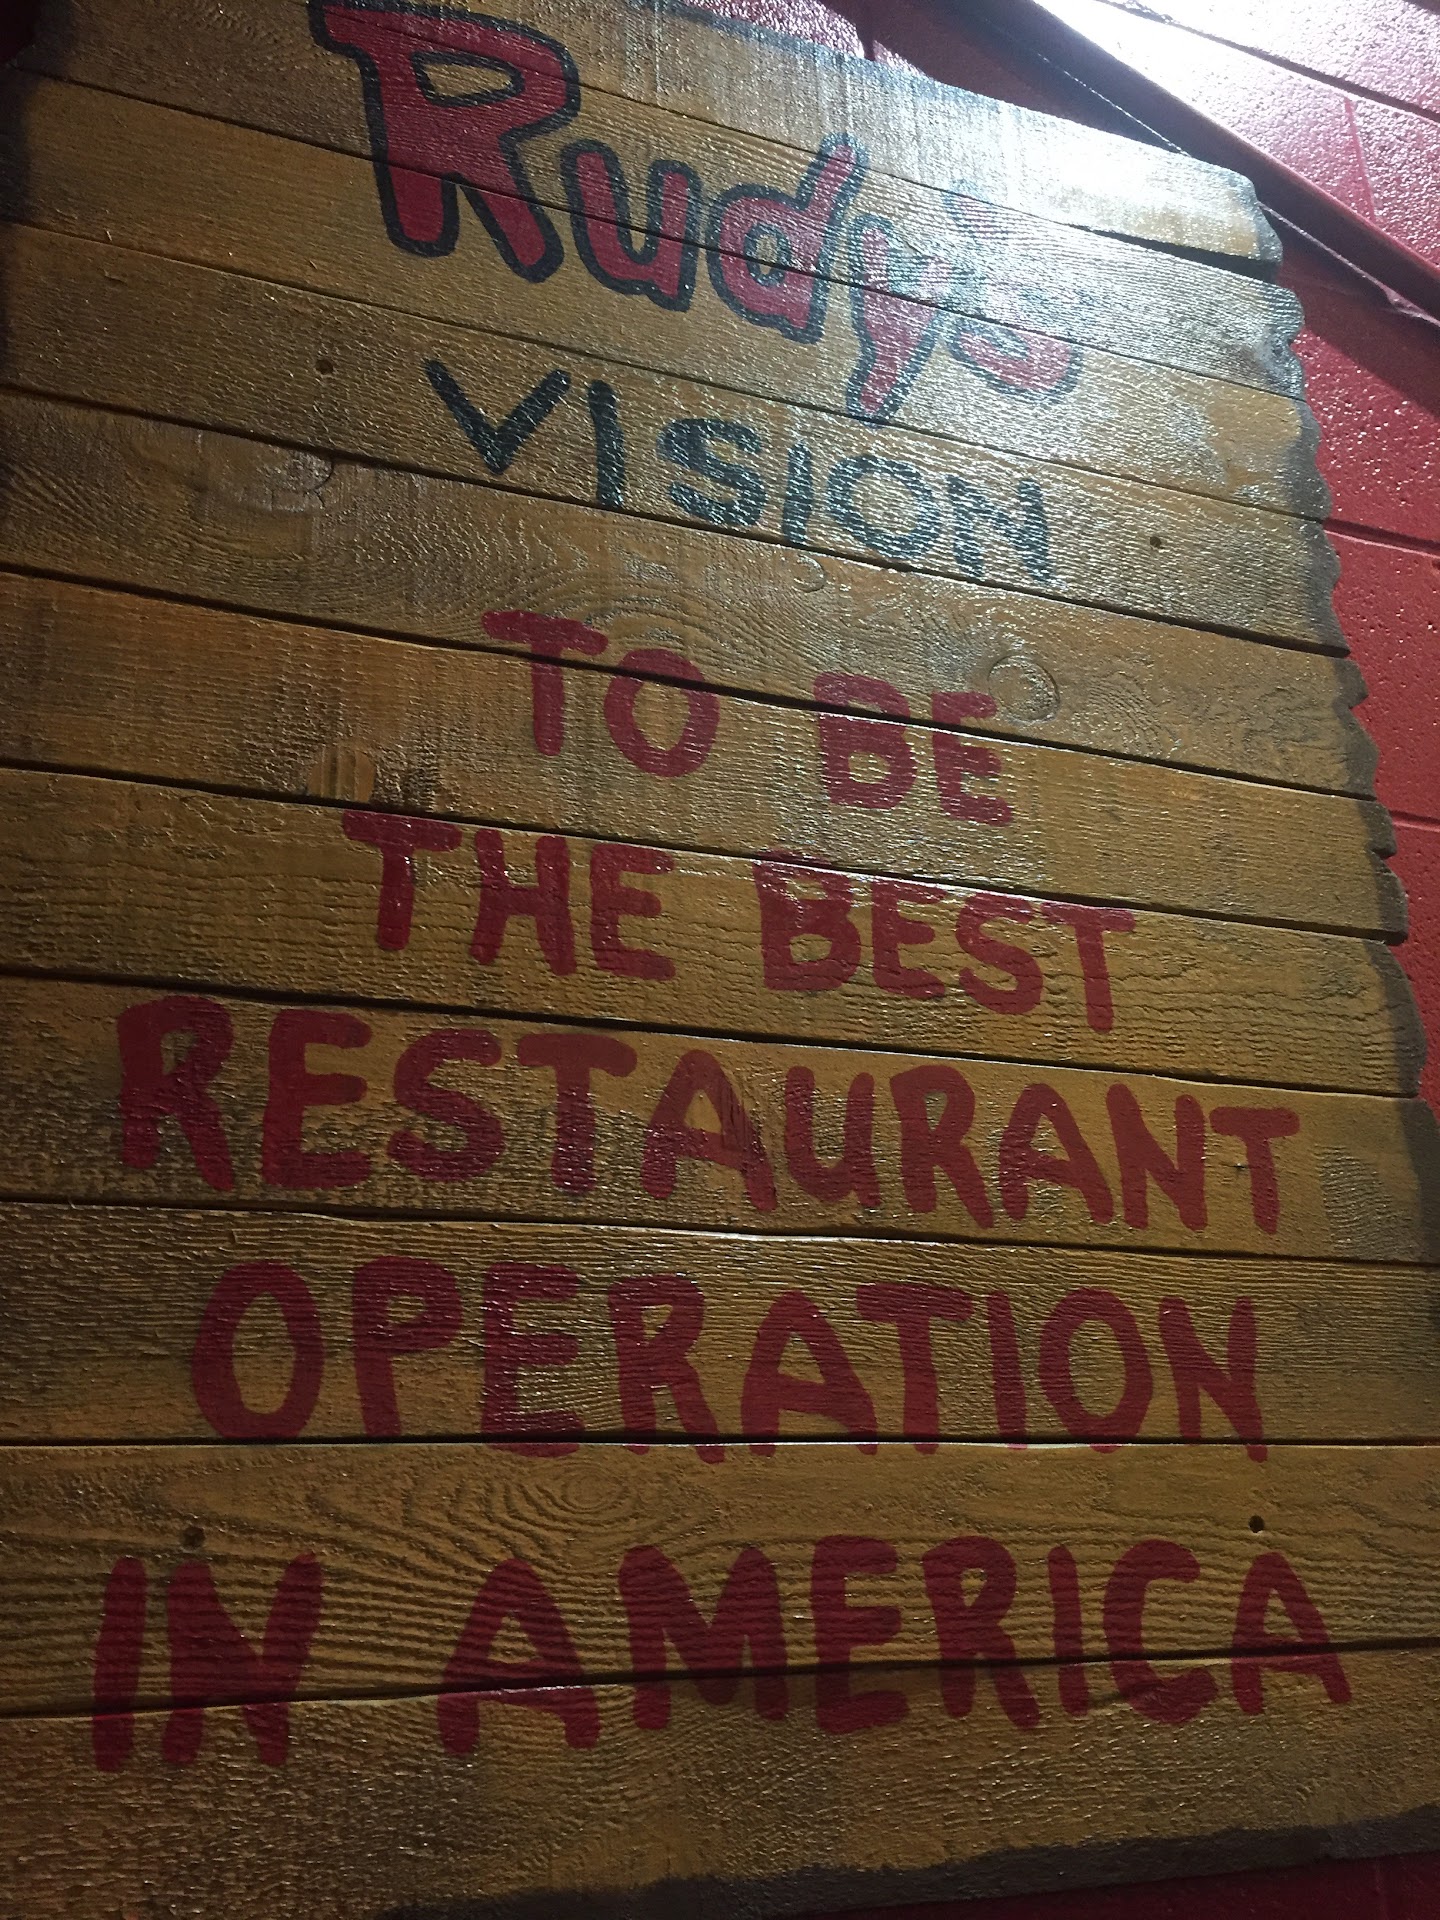 Rudy's
VISION
TO BE
THE BEST
RESTAURANT
OPERATION
IN AMERICA